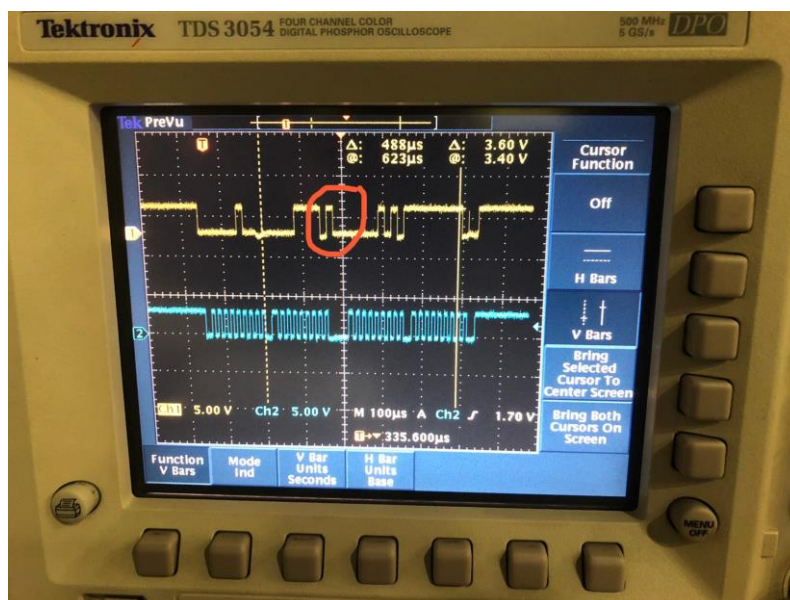 Tektronix TDS 3054 FOUR CHANNEL COLOR
DIGITAL PHOSPHOR OSCILLOSCOPE
500 MHz
5 GS/s DPO
Tek PreVu
T
Δ: 488µs Δ: 3.60 V
@: 623µs @: 3.40 V
1
2
Ch1 5.00 V Ch2 5.00 V M 100µs A Ch2 ʃ 1.70 V
T→▼ 335.600µs
Cursor
Function
Off
H Bars
V Bars
Bring
Selected
Cursor To
Center Screen
Bring Both
Cursors On
Screen
Function
V Bars
Mode
Ind
V Bar
Units
Seconds
H Bar
Units
Base
MENU
OFF